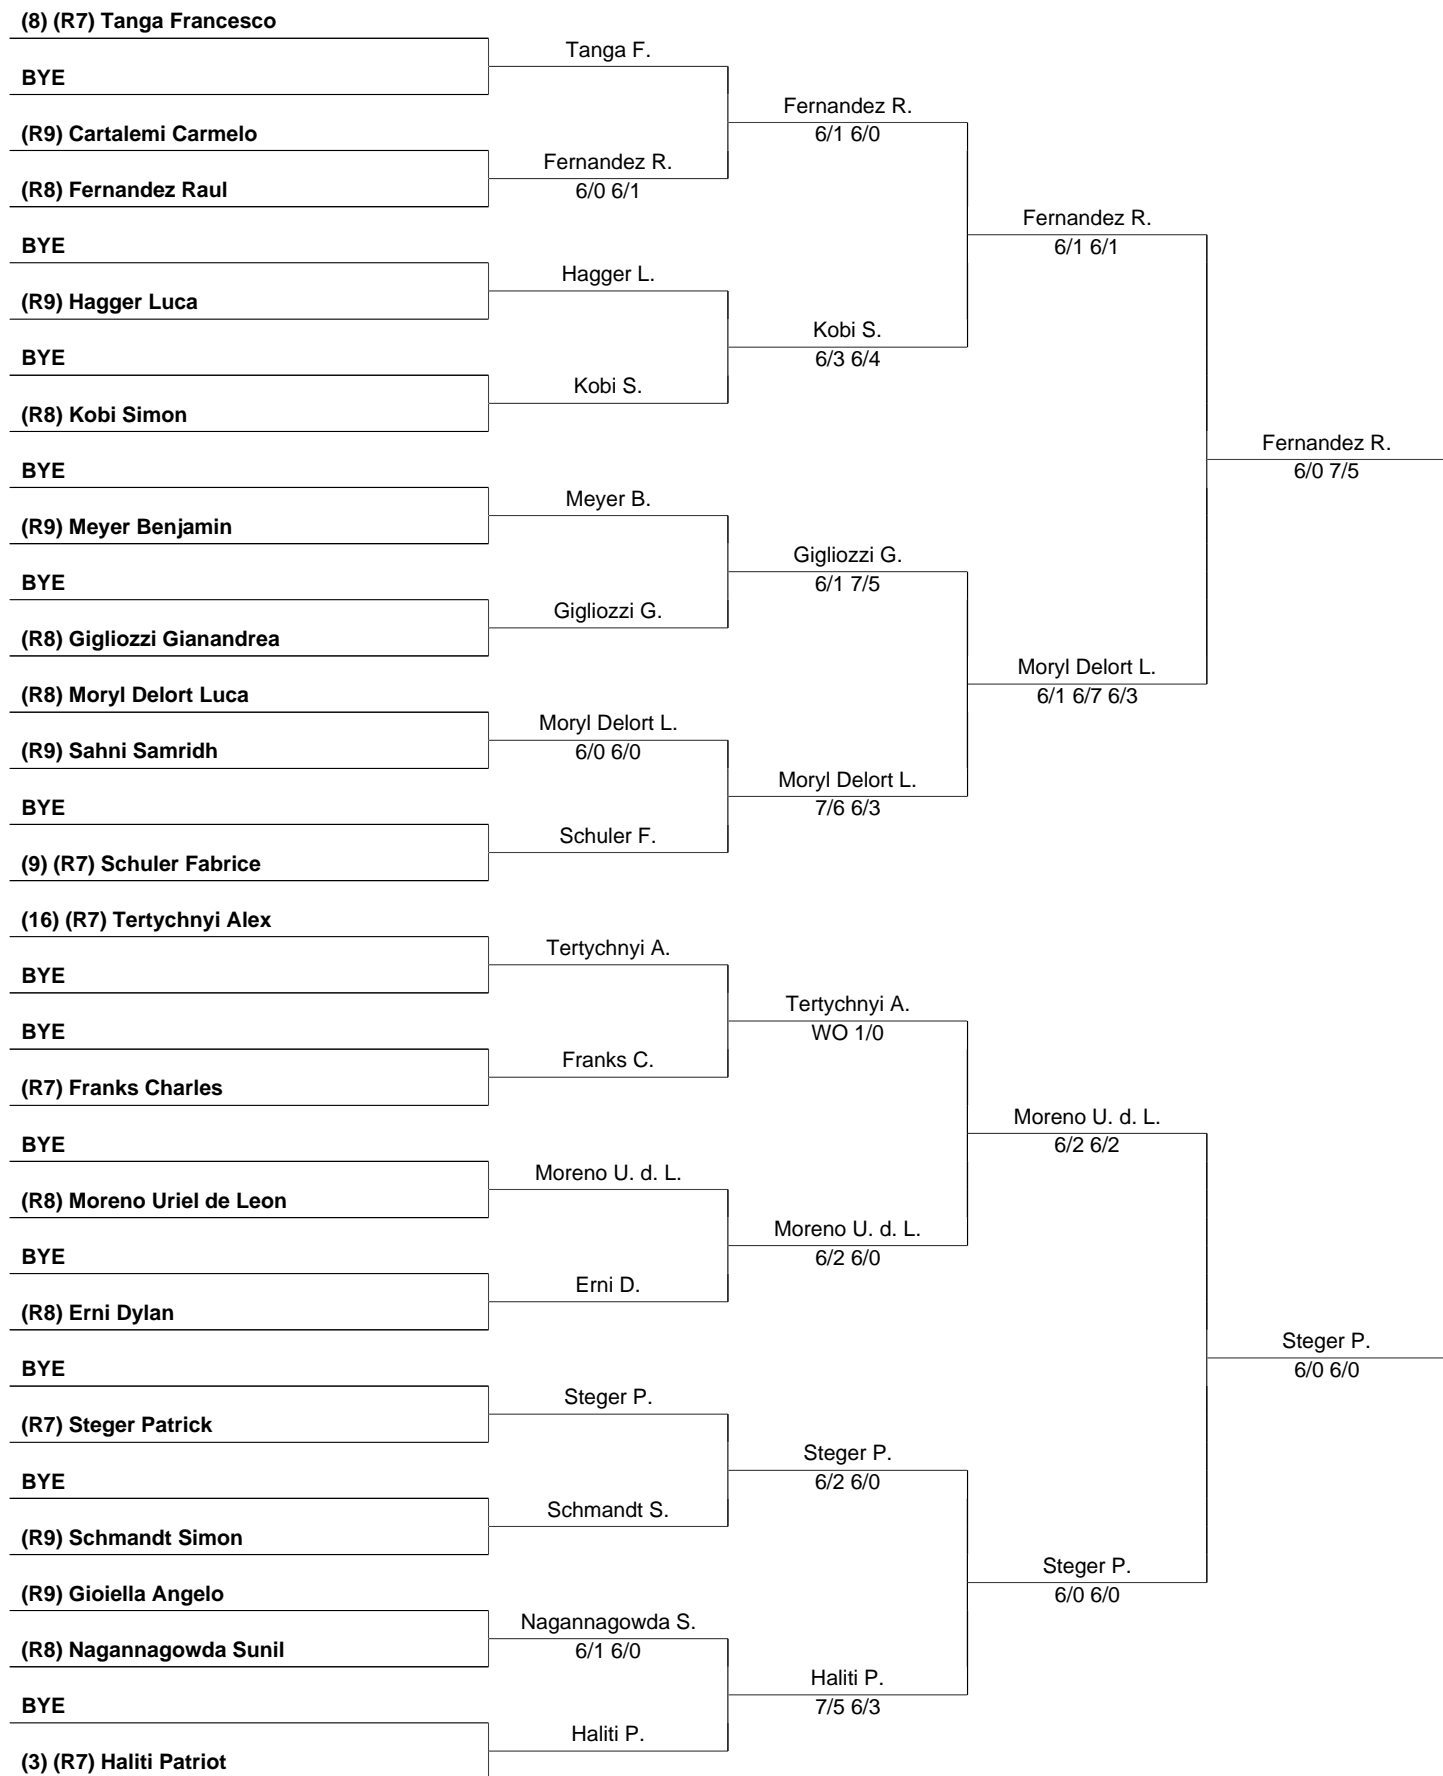 (8) (R7) Tanga Francesco
Tanga F.
BYE
Fernandez R.
(R9) Cartalemi Carmelo
6/1 6/0
Fernandez R.
(R8) Fernandez Raul
6/0 6/1
Fernandez R.
BYE
6/1 6/1
Hagger L.
(R9) Hagger Luca
Kobi S.
BYE
6/3 6/4
Kobi S.
(R8) Kobi Simon
Fernandez R.
BYE
6/0 7/5
Meyer B.
(R9) Meyer Benjamin
Gigliozzi G.
BYE
6/1 7/5
Gigliozzi G.
(R8) Gigliozzi Gianandrea
Moryl Delort L.
(R8) Moryl Delort Luca
6/1 6/7 6/3
Moryl Delort L.
(R9) Sahni Samridh
6/0 6/0
Moryl Delort L.
BYE
7/6 6/3
Schuler F.
(9) (R7) Schuler Fabrice
(16) (R7) Tertychnyi Alex
Tertychnyi A.
BYE
Tertychnyi A.
BYE
WO 1/0
Franks C.
(R7) Franks Charles
Moreno U. d. L.
BYE
6/2 6/2
Moreno U. d. L.
(R8) Moreno Uriel de Leon
Moreno U. d. L.
BYE
6/2 6/0
Erni D.
(R8) Erni Dylan
Steger P.
BYE
6/0 6/0
Steger P.
(R7) Steger Patrick
Steger P.
BYE
6/2 6/0
Schmandt S.
(R9) Schmandt Simon
Steger P.
(R9) Gioiella Angelo
6/0 6/0
Nagannagowda S.
(R8) Nagannagowda Sunil
6/1 6/0
Haliti P.
BYE
7/5 6/3
Haliti P.
(3) (R7) Haliti Patriot